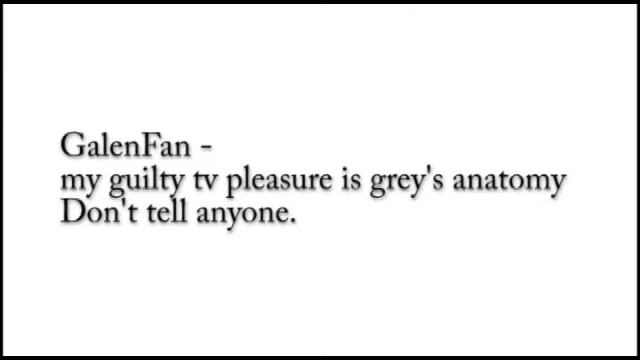 GalenFan -
my guilty tv pleasure is grey's anatomy
Don't tell anyone.